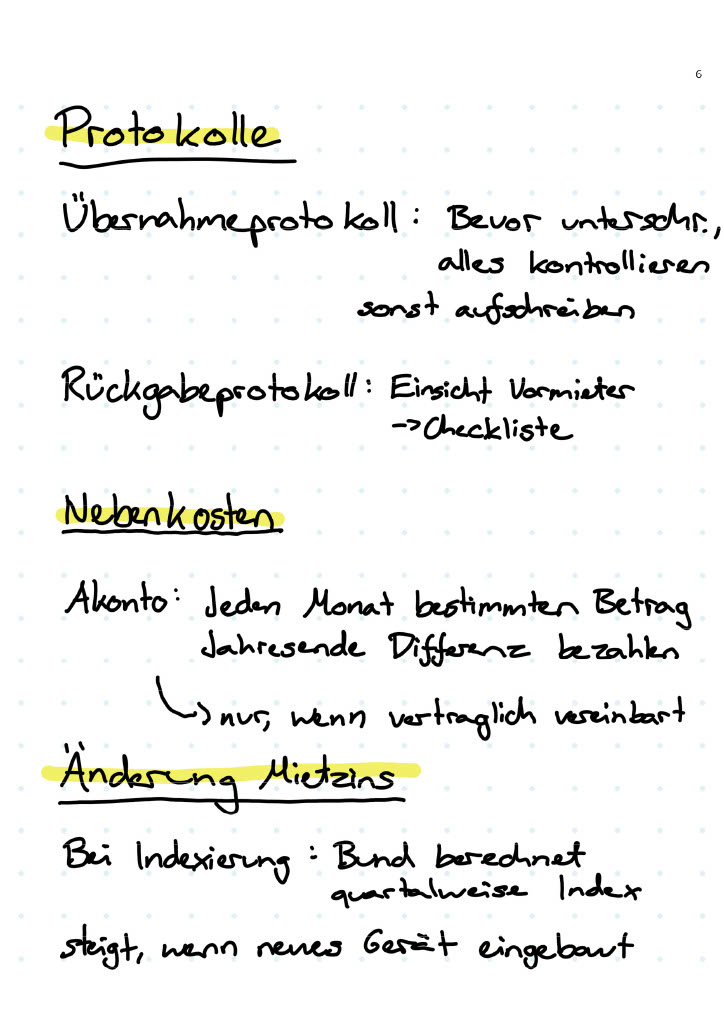 6
Protokolle
Übernahmeprotokoll: Bevor unterschr.,
alles kontrollieren
sonst aufschreiben
Rückgabeprotokoll: Einsicht Vormieter
→ Checkliste
Nebenkosten
Akonto: Jeden Monat bestimmten Betrag
Jahresende Differenz bezahlen
↳ nur, wenn vertraglich vereinbart
Änderung Mietzins
Bei Indexierung: Bund berechnet
quartalweise Index
steigt, wenn neues Gerät eingebaut